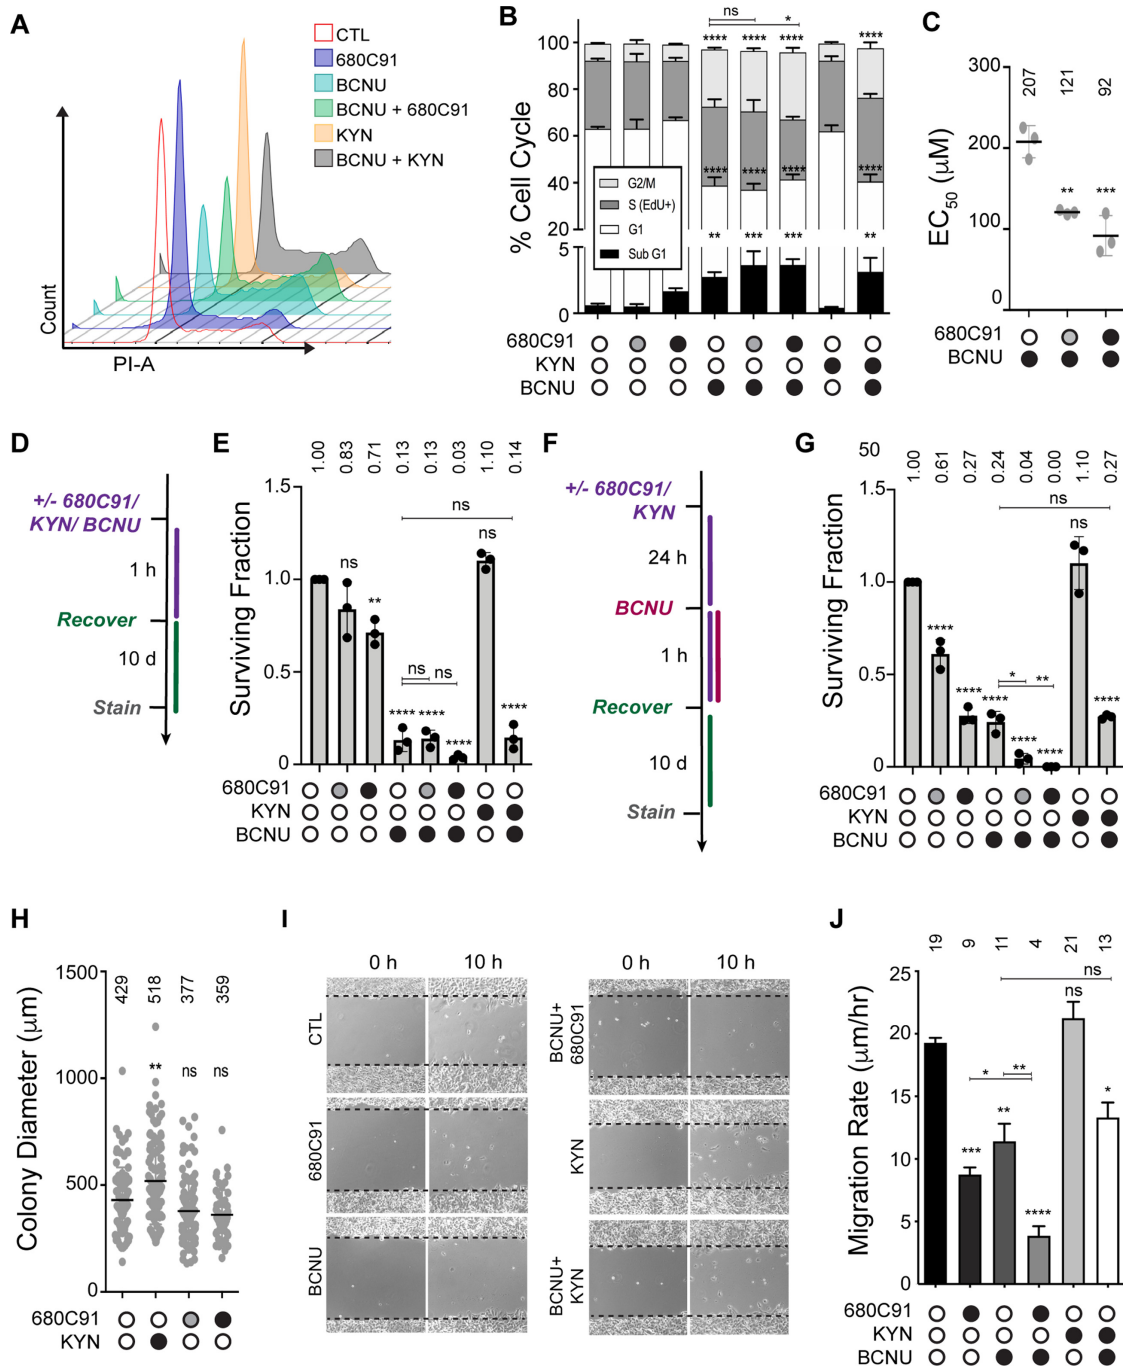 A
CTL
680C91
BCNU
BCNU + 680C91
KYN
BCNU + KYN
Count
PI-A
B
ns
*
**** **** **** ****
100
80
60
40
20
5
0
% Cell Cycle
**** **** **** ****
G2/M
S (EdU+)
G1
Sub G1
** *** *** **
680C91
KYN
BCNU
C
207 121 92
300
200
100
0
EC50 (μM)
** ***
680C91
BCNU
D
+/- 680C91/
KYN/ BCNU
1 h
Recover
10 d
Stain
E
1.00 0.83 0.71 0.13 0.13 0.03 1.10 0.14
1.5
1.0
0.5
0
Surviving Fraction
ns
ns ** ns
ns ns
**** **** **** ****
680C91
KYN
BCNU
F
+/- 680C91/
KYN
24 h
BCNU
1 h
Recover
10 d
Stain
G
50
1.00 0.61 0.27 0.24 0.04 0.00 1.10 0.27
1.5
1.0
0.5
0
Surviving Fraction
ns
ns
**** **** ****
* **
**** **** ****
680C91
KYN
BCNU
H
429 518 377 359
1500
1000
500
0
Colony Diameter (μm)
** ns ns
680C91
KYN
I
0 h 10 h
CTL
680C91
BCNU
0 h 10 h
BCNU+
680C91
KYN
BCNU+
KYN
J
19 9 11 4 21 13
25
20
15
10
5
0
Migration Rate (μm/hr)
ns
ns
* **
*** ** **** *
680C91
KYN
BCNU